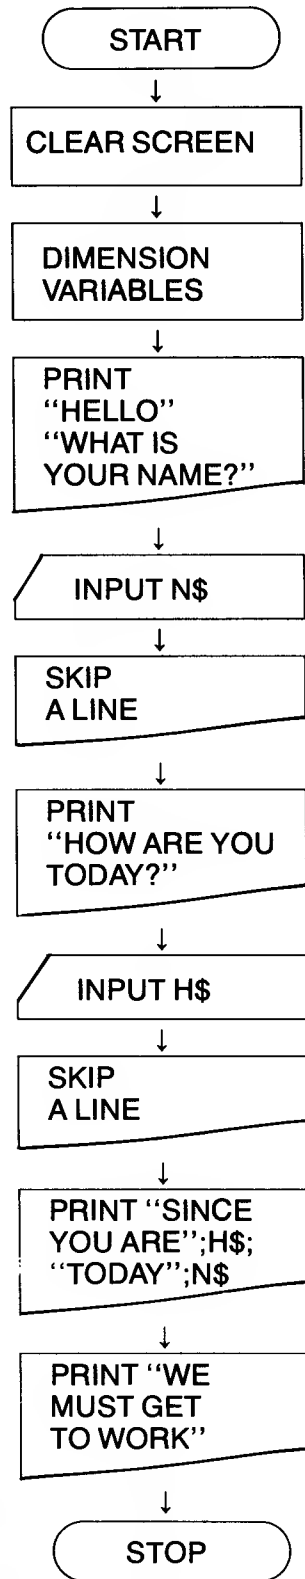 START
CLEAR SCREEN
DIMENSION
VARIABLES
PRINT
“HELLO”
“WHAT IS
YOUR NAME?”
INPUT N$
SKIP
A LINE
PRINT
“HOW ARE YOU
TODAY?”
INPUT H$
SKIP
A LINE
PRINT “SINCE
YOU ARE”;H$;
“TODAY”;N$
PRINT “WE
MUST GET
TO WORK”
STOP